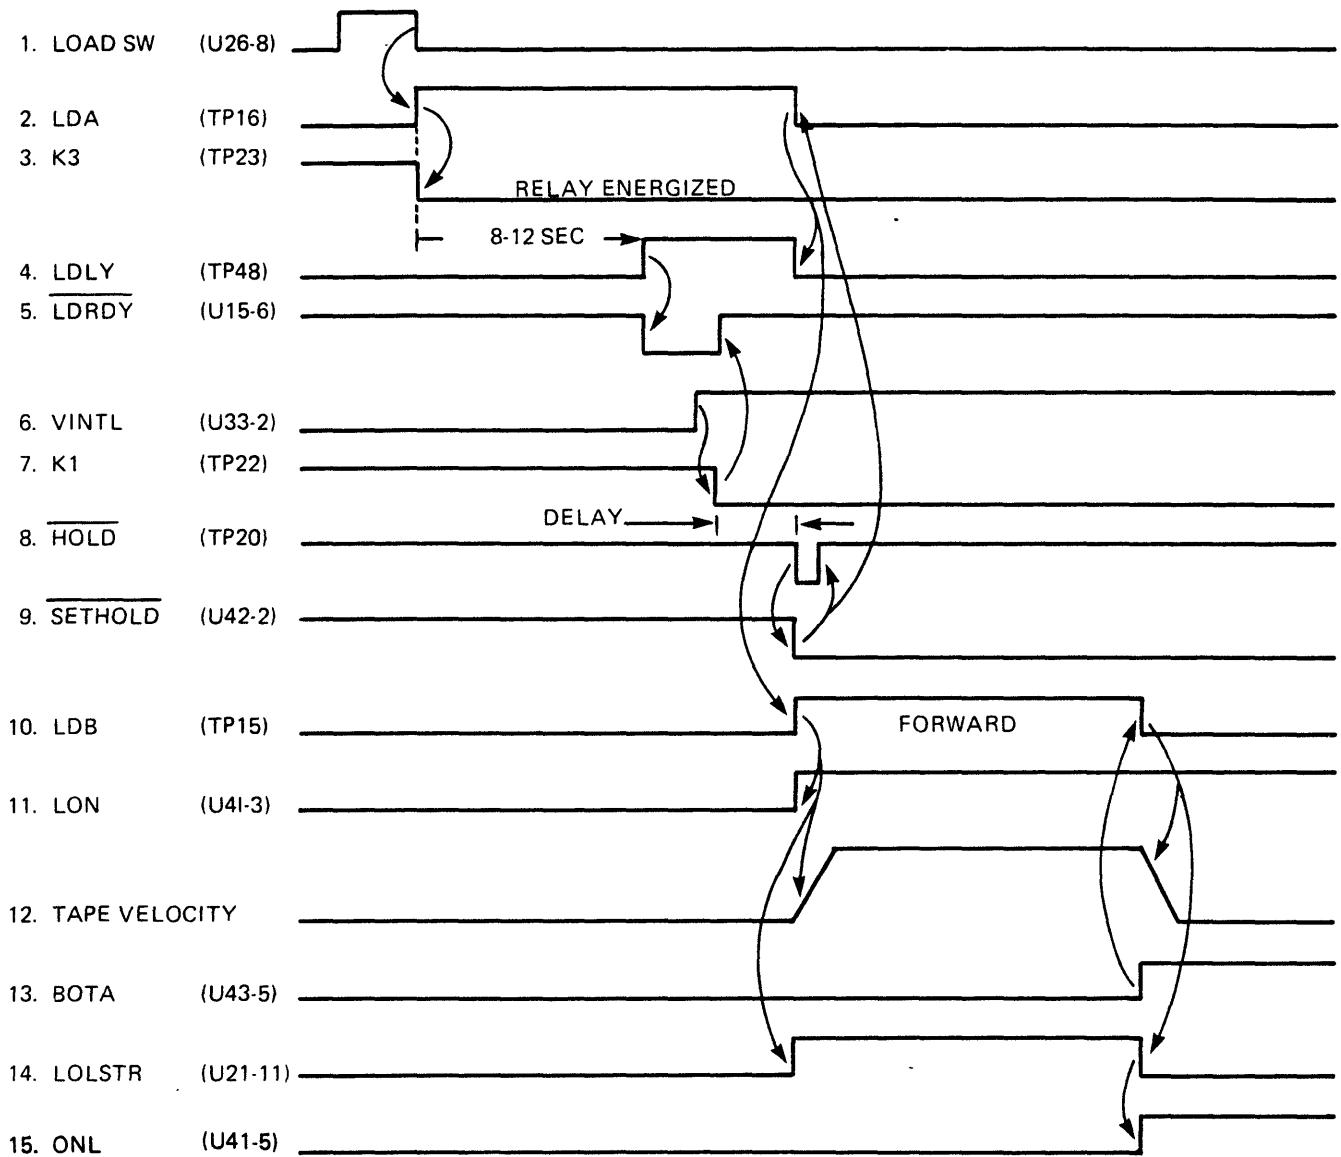 1. LOAD SW (U26-8)
2. LDA (TP16)
3. K3 (TP23)
RELAY ENERGIZED
8-12 SEC
4. LDLY (TP48)
5. LDRDY (U15-6)
6. VINTL (U33-2)
7. K1 (TP22)
DELAY
8. HOLD (TP20)
9. SETHOLD (U42-2)
10. LDB (TP15)
FORWARD
11. LON (U4I-3)
12. TAPE VELOCITY
13. BOTA (U43-5)
14. LOLSTR (U21-11)
15. ONL (U41-5)